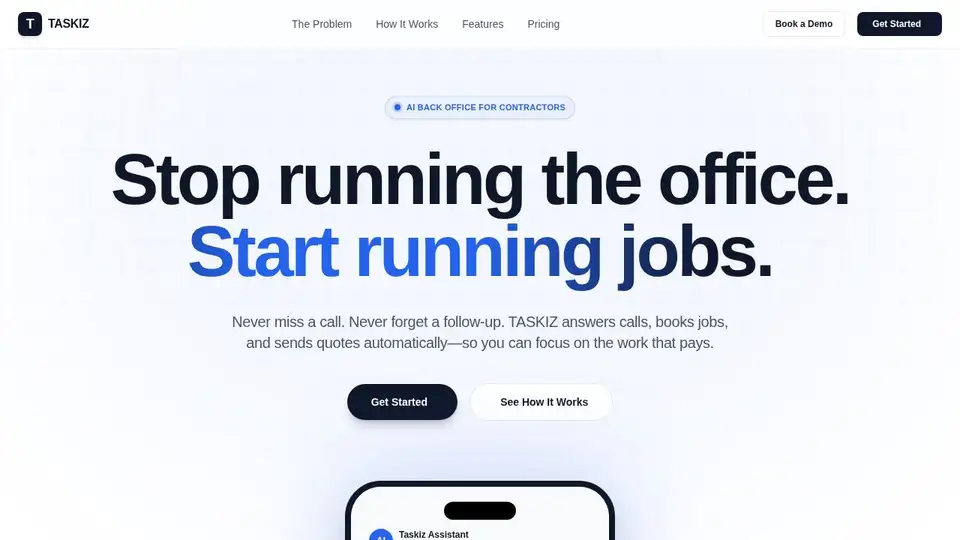 T TASKIZ
The Problem How It Works Features Pricing
Book a Demo Get Started
AI BACK OFFICE FOR CONTRACTORS
Stop running the office.
Start running jobs.
Never miss a call. Never forget a follow-up. TASKIZ answers calls, books jobs,
and sends quotes automatically—so you can focus on the work that pays.
Get Started See How It Works
AI Taskiz Assistant